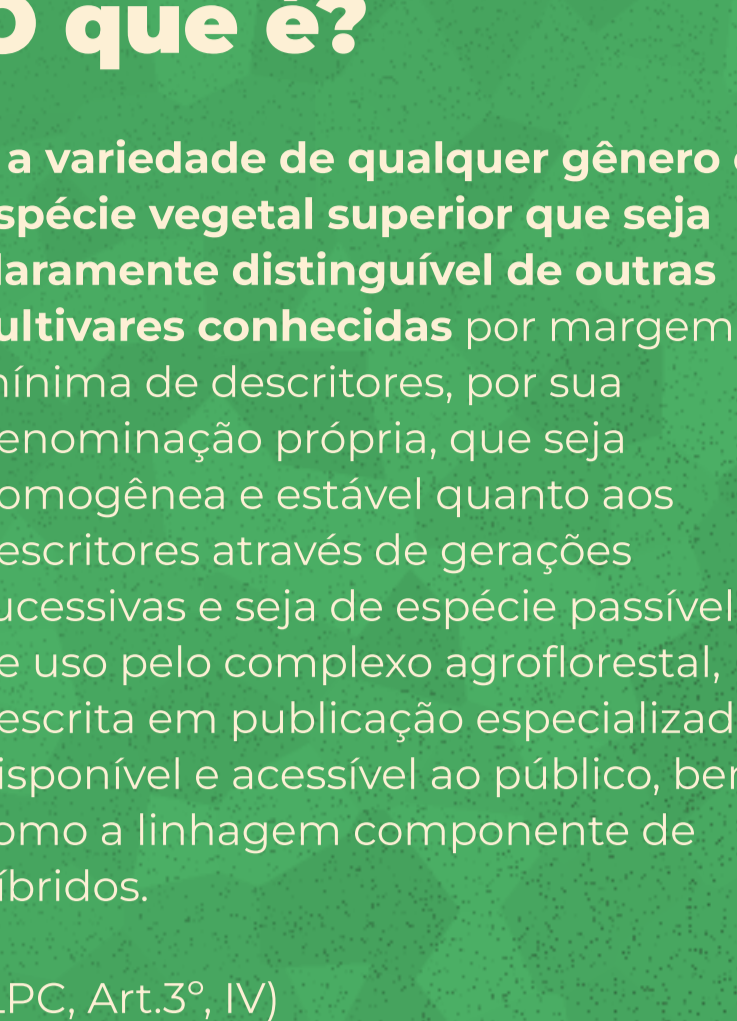 O que é?
a variedade de qualquer gênero
spécie vegetal superior que seja
laramente distinguível de outras
ultivares conhecidas por margem
nínima de descritores, por sua
enominação própria, que seja
omogênea e estável quanto aos
escritores através de gerações
ucessivas e seja de espécie passível
e uso pelo complexo agroflorestal,
escrita em publicação especializad
isponível e acessível ao público, ber
omo a linhagem componente de
íbridos.
LPC, Art.3º, IV)